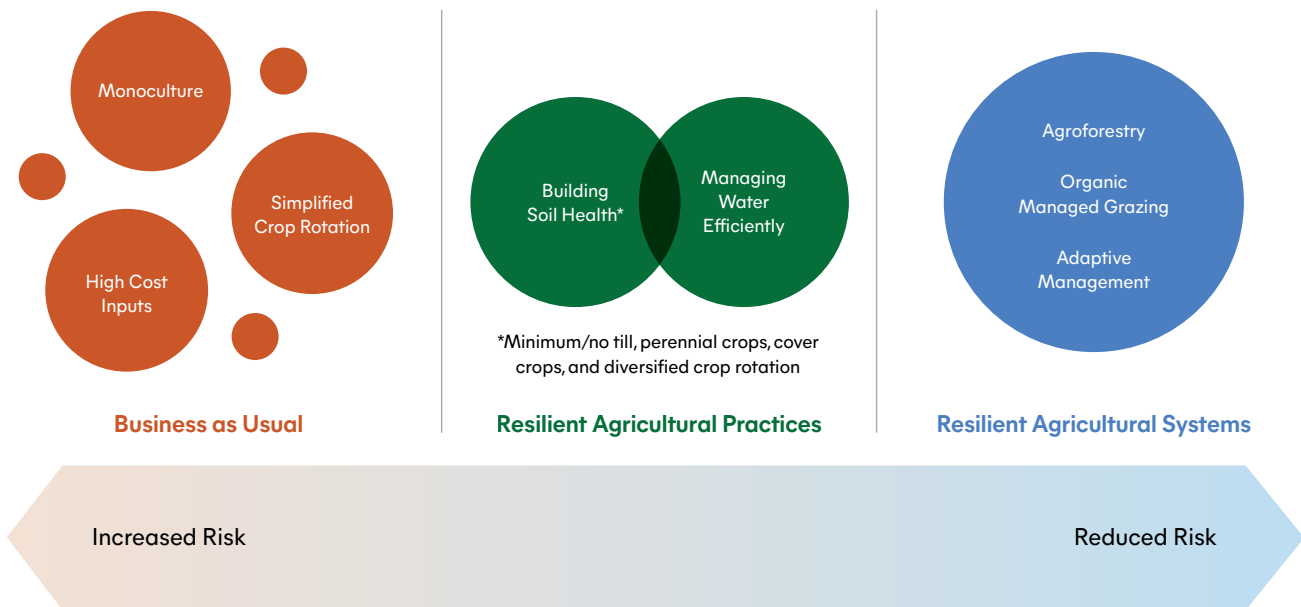 Monoculture
Simplified
Crop Rotation
High Cost
Inputs
Business as Usual
Building
Soil Health*
Managing
Water
Efficiently
*Minimum/no till, perennial crops, cover
crops, and diversified crop rotation
Resilient Agricultural Practices
Agroforestry
Organic
Managed Grazing
Adaptive
Management
Resilient Agricultural Systems
Increased Risk
Reduced Risk